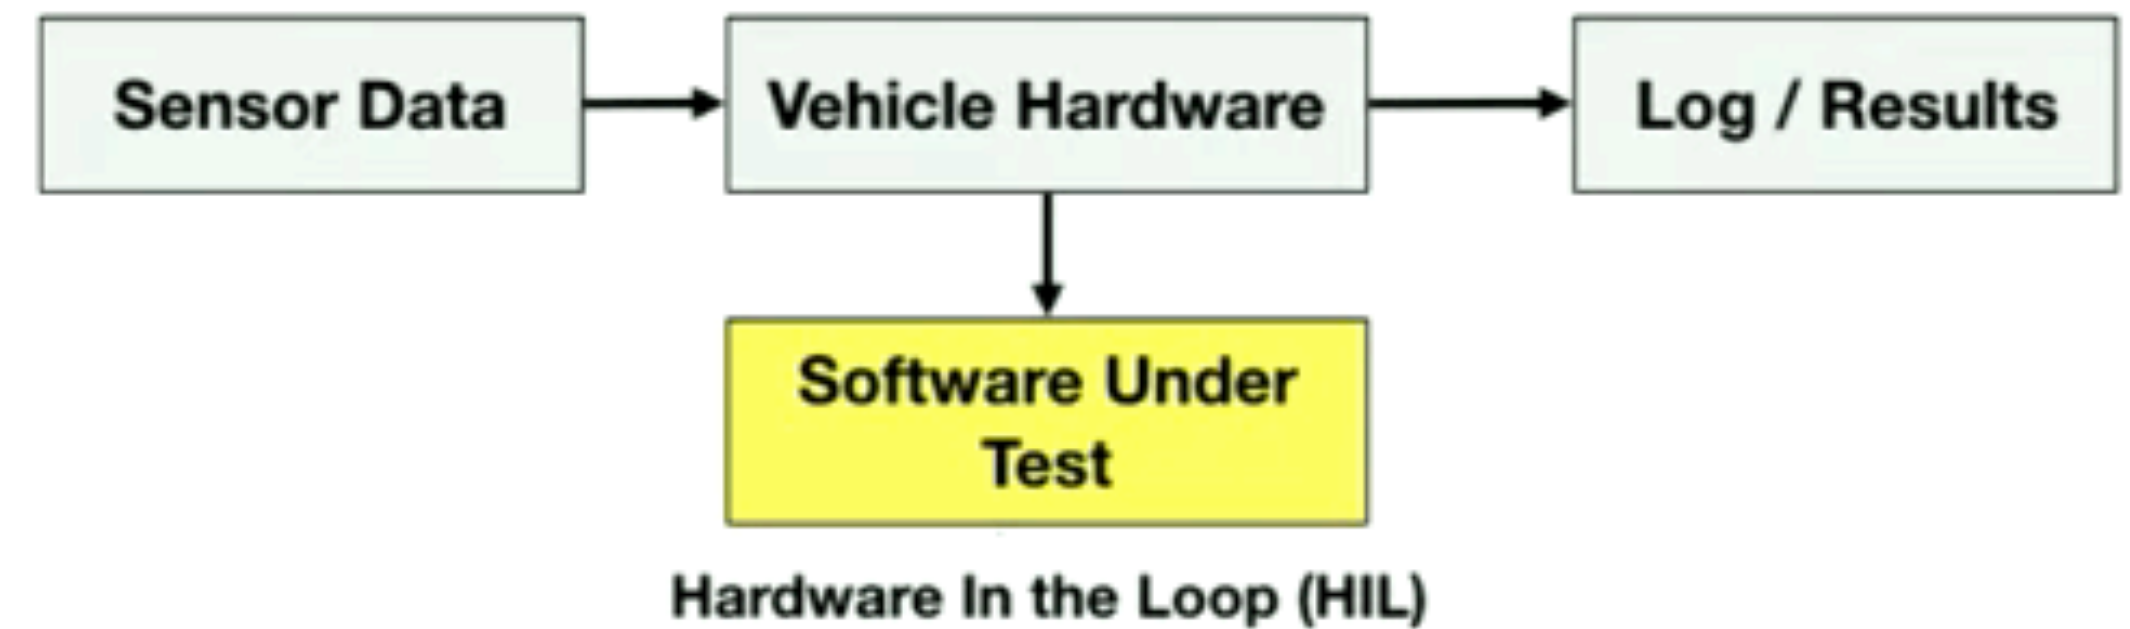 Sensor Data
Vehicle Hardware
Log / Results
Software Under
Test
Hardware In the Loop (HIL)